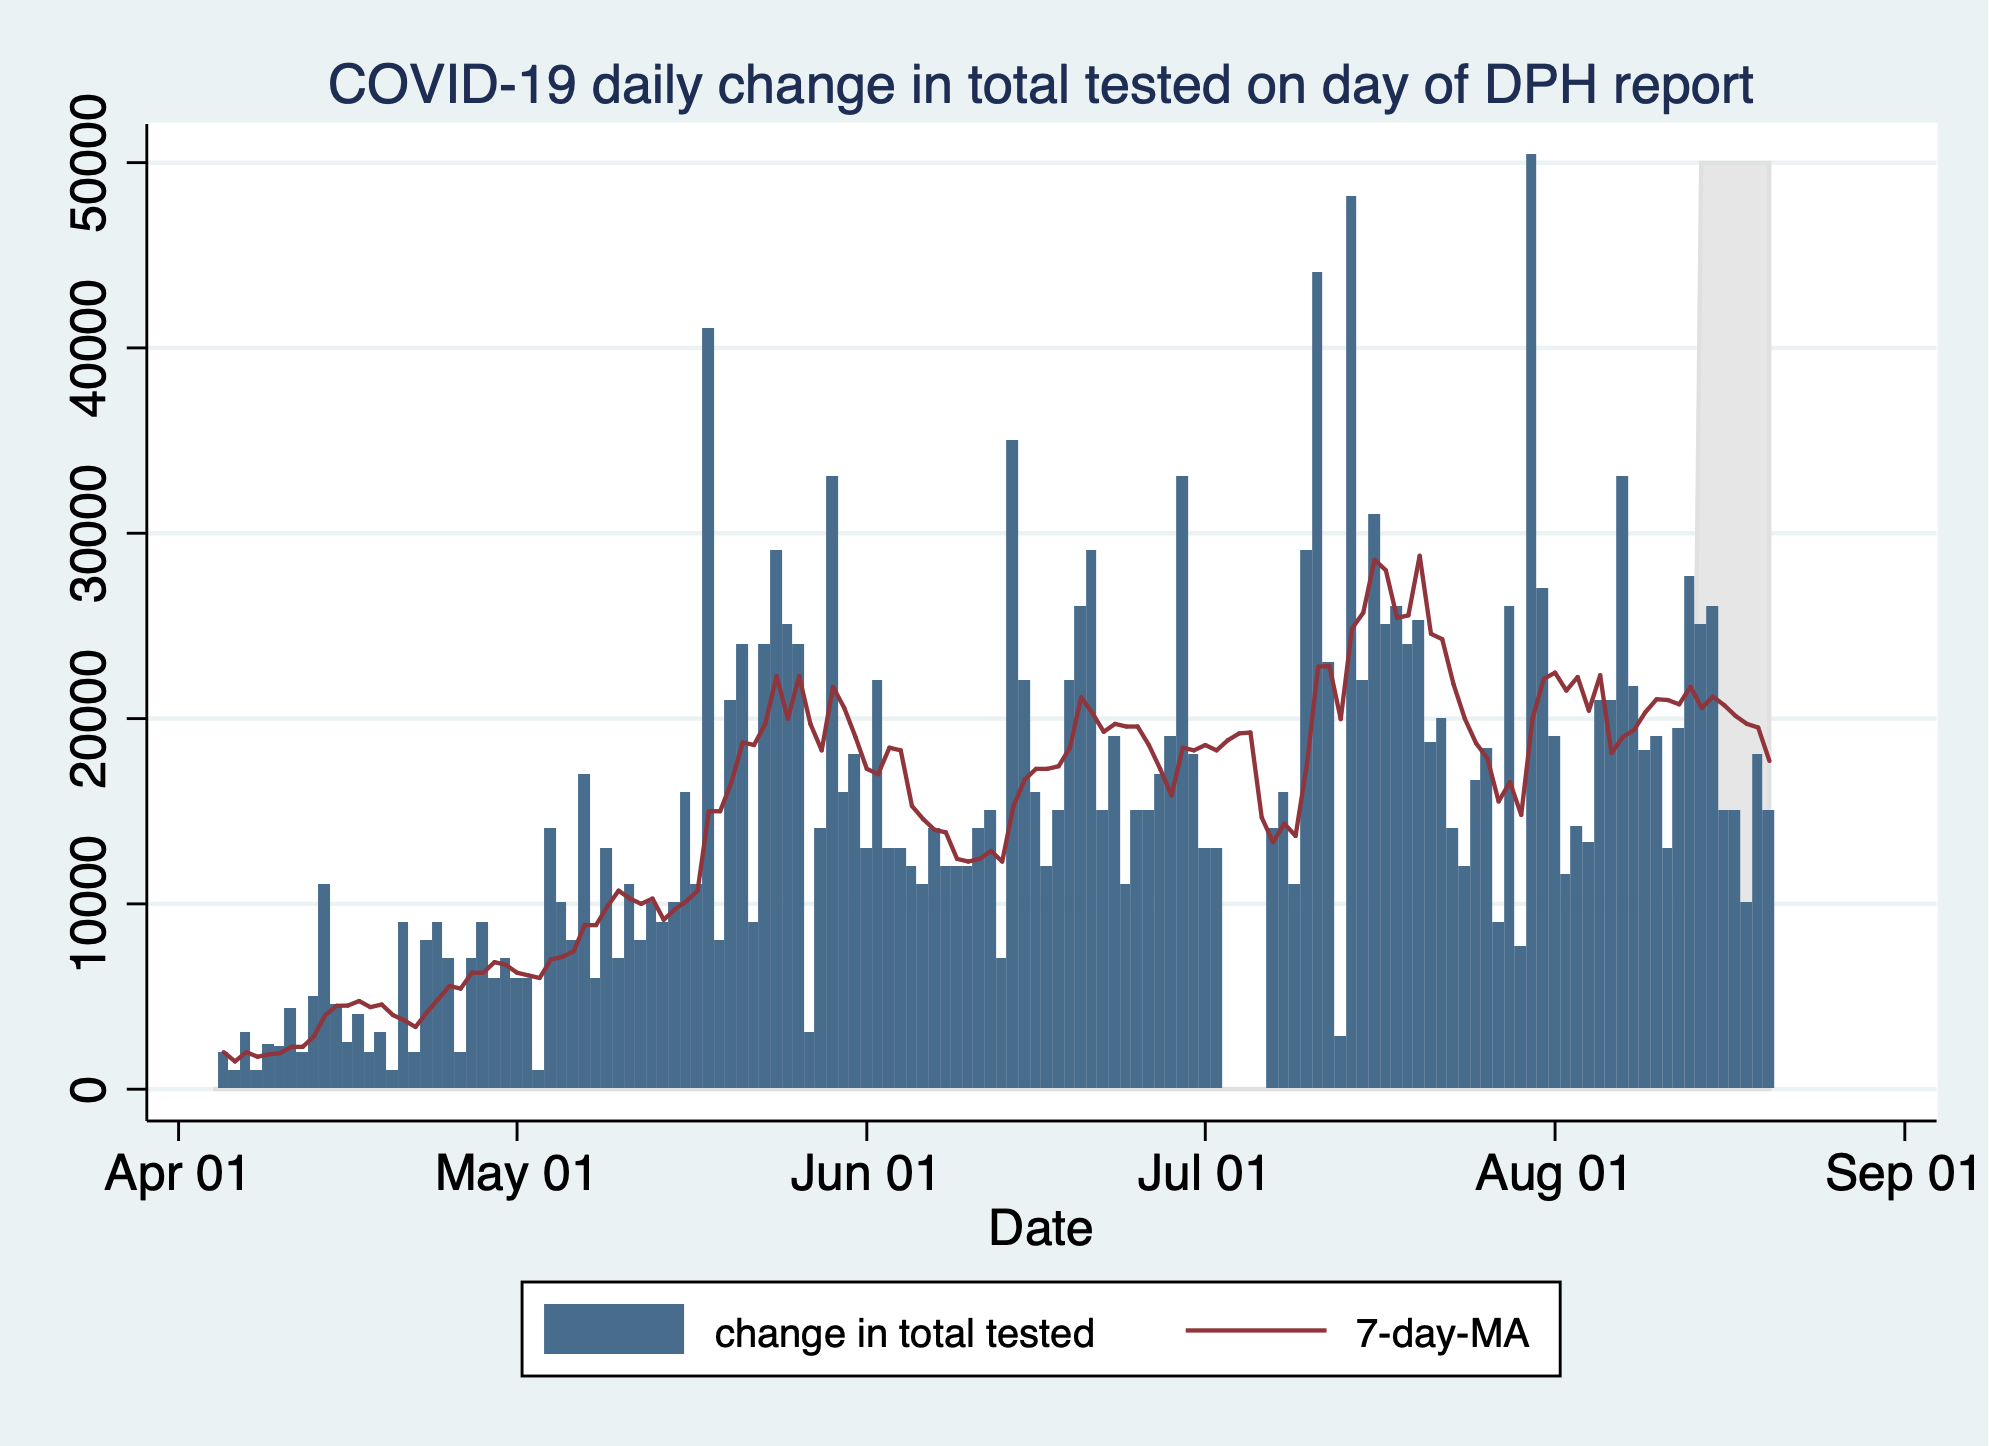 COVID-19 daily change in total tested on day of DPH report
50000
40000
30000
20000
10000
0
Apr 01
May 01
Jun 01
Jul 01
Aug 01
Sep 01
Date
change in total tested
7-day-MA